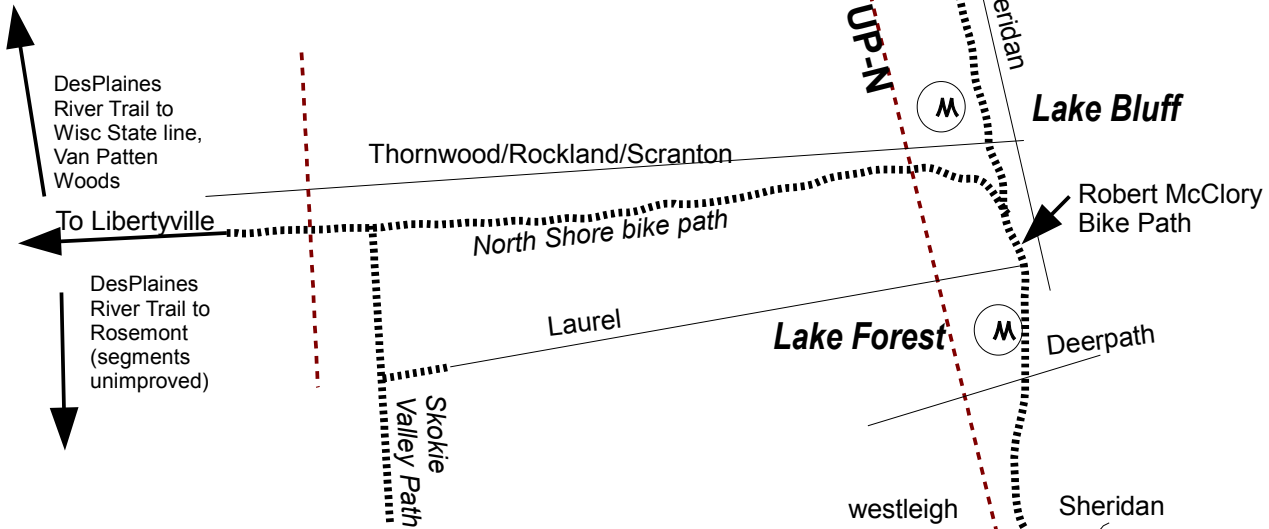 UP-N
eridan
DesPlaines
River Trail to
Wisc State line,
Van Patten
Woods
Lake Bluff
Thornwood/Rockland/Scranton
Robert McClory
Bike Path
To Libertyville
North Shore bike path
DesPlaines
River Trail to
Rosemont
(segments
unimproved)
Laurel
Lake Forest
Deerpath
Skokie
Valley Path
westleigh
Sheridan